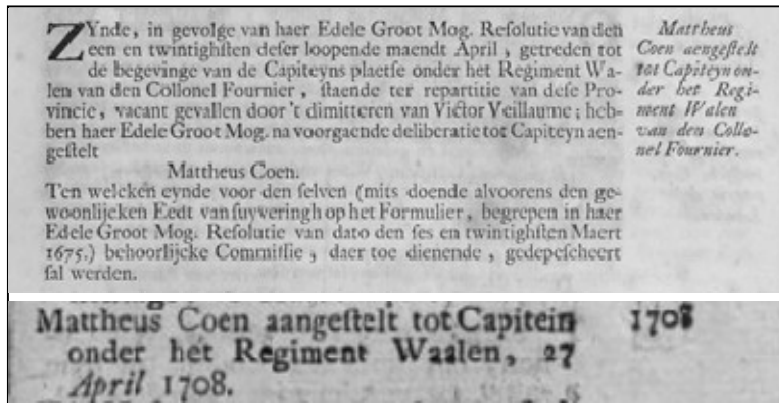 ZYnde, in gevolge van haer Edele Groot Mog. Resolutie van den
een en twintighsten deser loopende maendt April, getreden tot
de begevinge van de Capiteyns plaetse onder het Regiment Wa-
len van den Collonel Fournier, staende ter repartitie van dese Pro-
vincie, vacant gevallen door 't dimitteren van Victor Veillaume; heb-
ben haer Edele Groot Mog. na voorgaende deliberatie tot Capiteyn aen-
gestelt
Mattheus Coen.
Ten welcken eynde voor den selven (mits doende alvoorens den ge-
woonlijcken Eedt van suyveringh op het Formulier, begrepen in haer
Edele Groot Mog. Resolutie van dato den ses en twintighsten Maert
1675.) behoorlijcke Commissie, daer toe dienende, gedepescheert
sal werden.
Mattheus
Coen aengestelt
tot Capiteyn on-
der het Regi-
ment Walen
van den Collo-
nel Fournier.
Mattheus Coen aangestelt tot Capitein 1708
onder het Regiment Waalen, 27
April 1708.